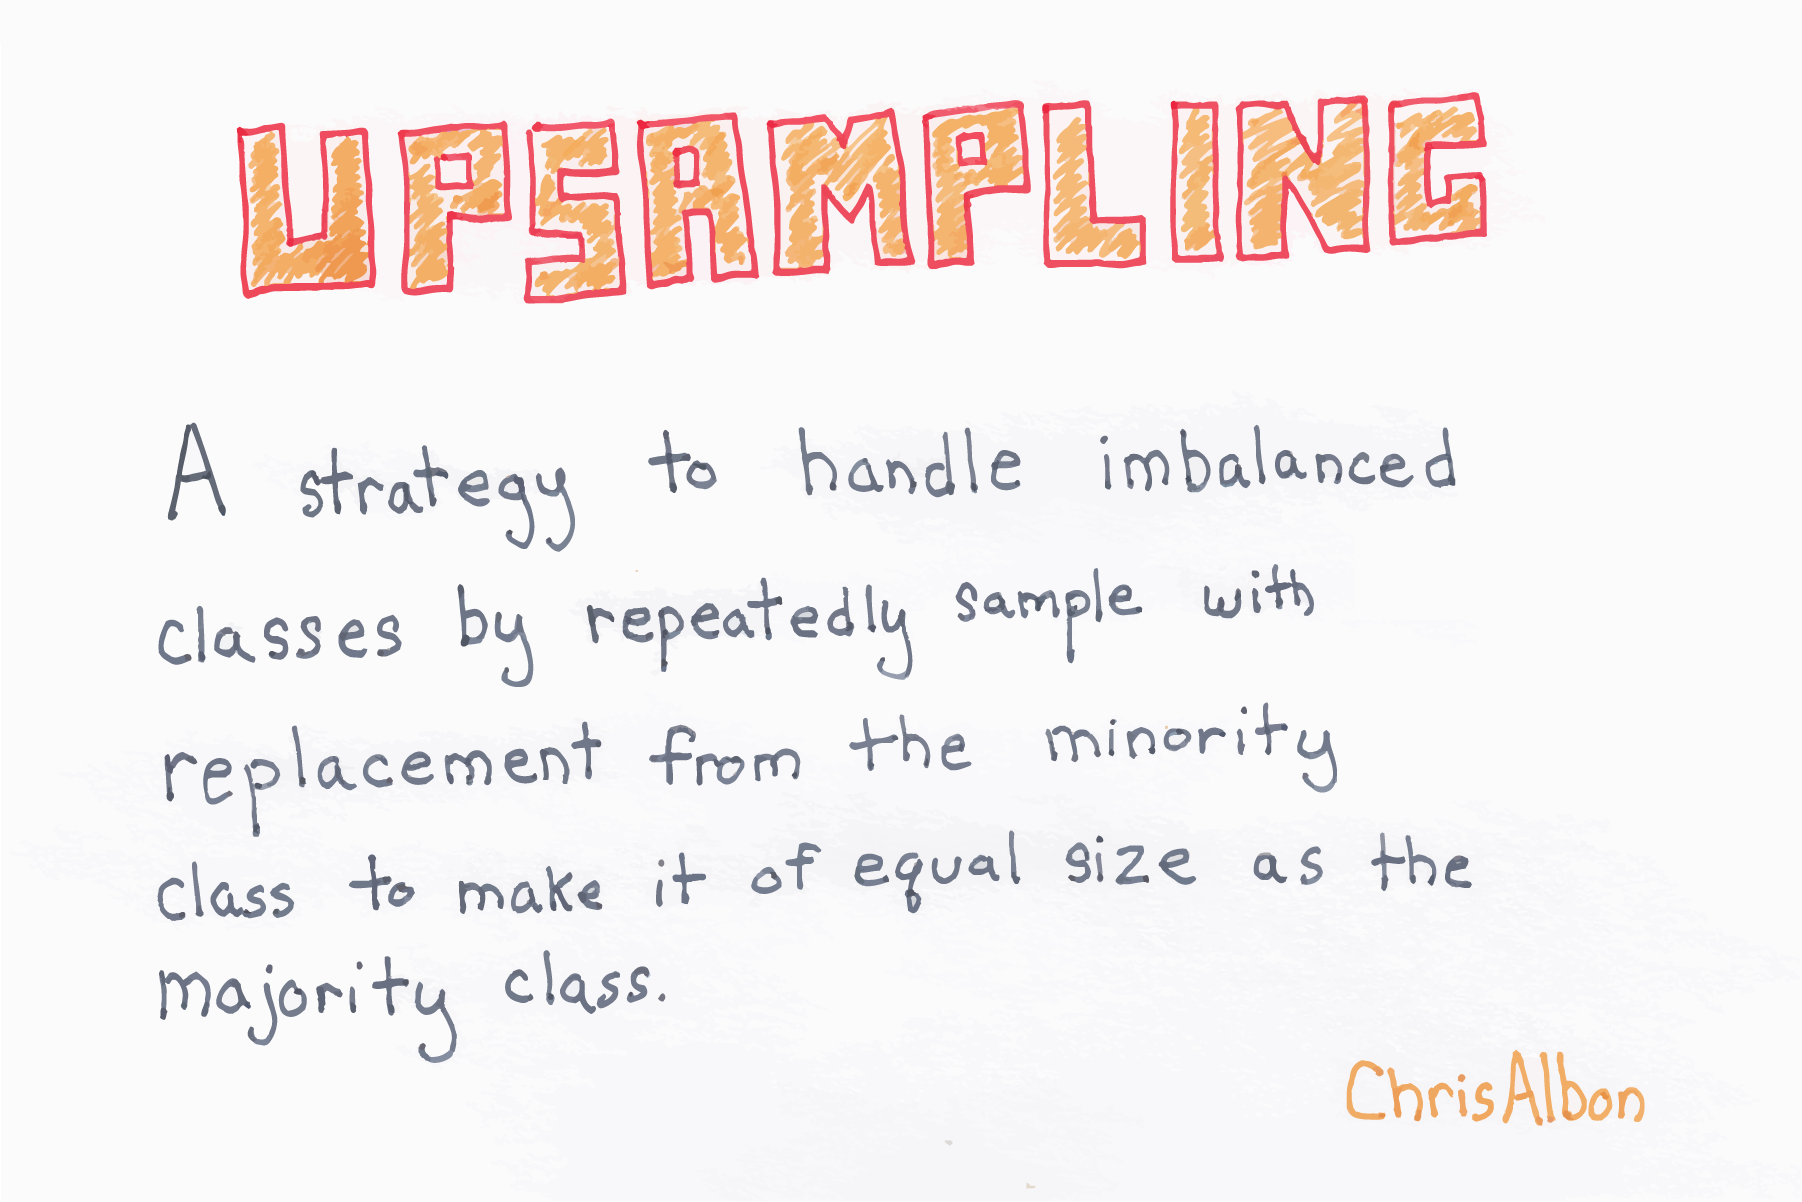 UPSAMPLING
A strategy to handle imbalanced
classes by repeatedly sample with
replacement from the minority
class to make it of equal size as the
majority class.
ChrisAlbon